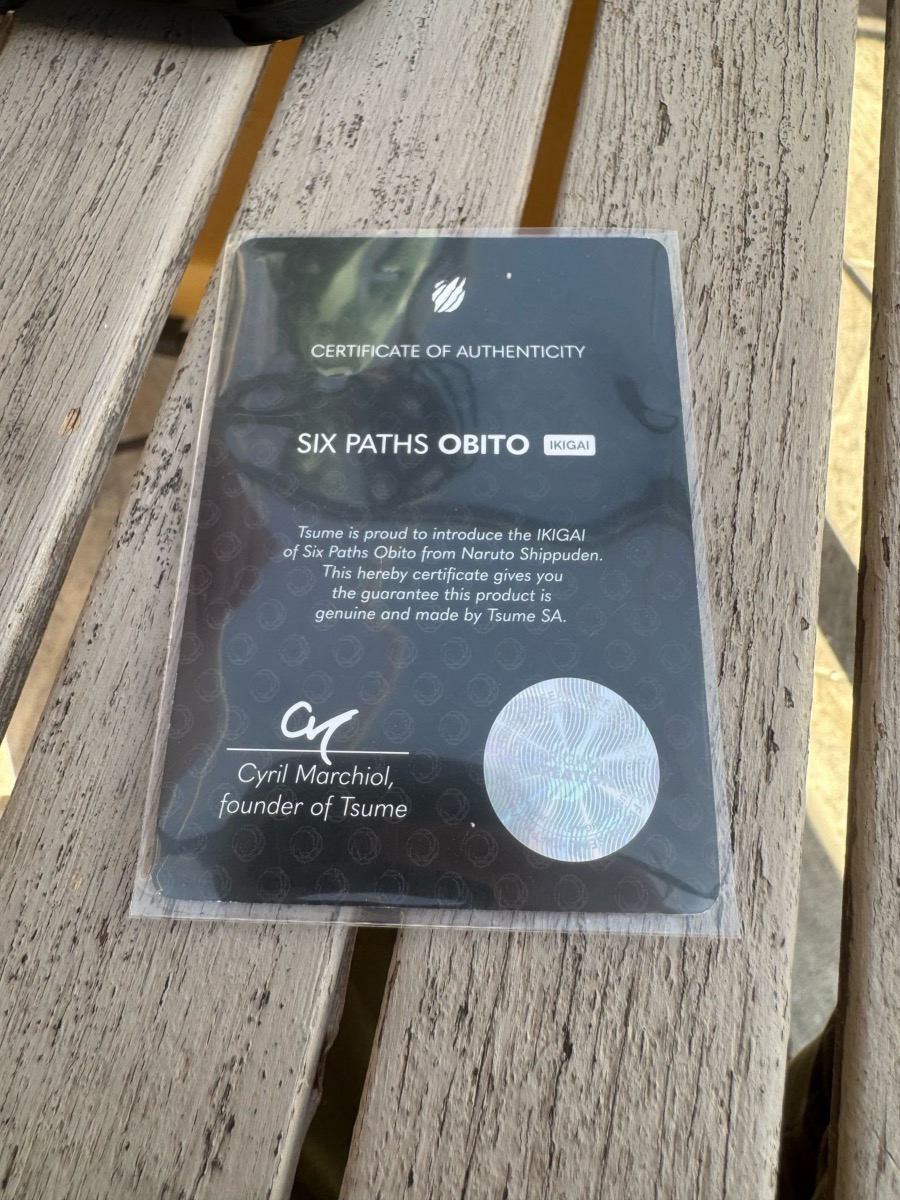 CERTIFICATE OF AUTHENTICITY
SIX PATHS OBITO IKIGAI
Tsume is proud to introduce the IKIGAI
of Six Paths Obito from Naruto Shippuden.
This hereby certificate gives you
the guarantee this product is
genuine and made by Tsume SA.
Cyril Marchiol,
founder of Tsume